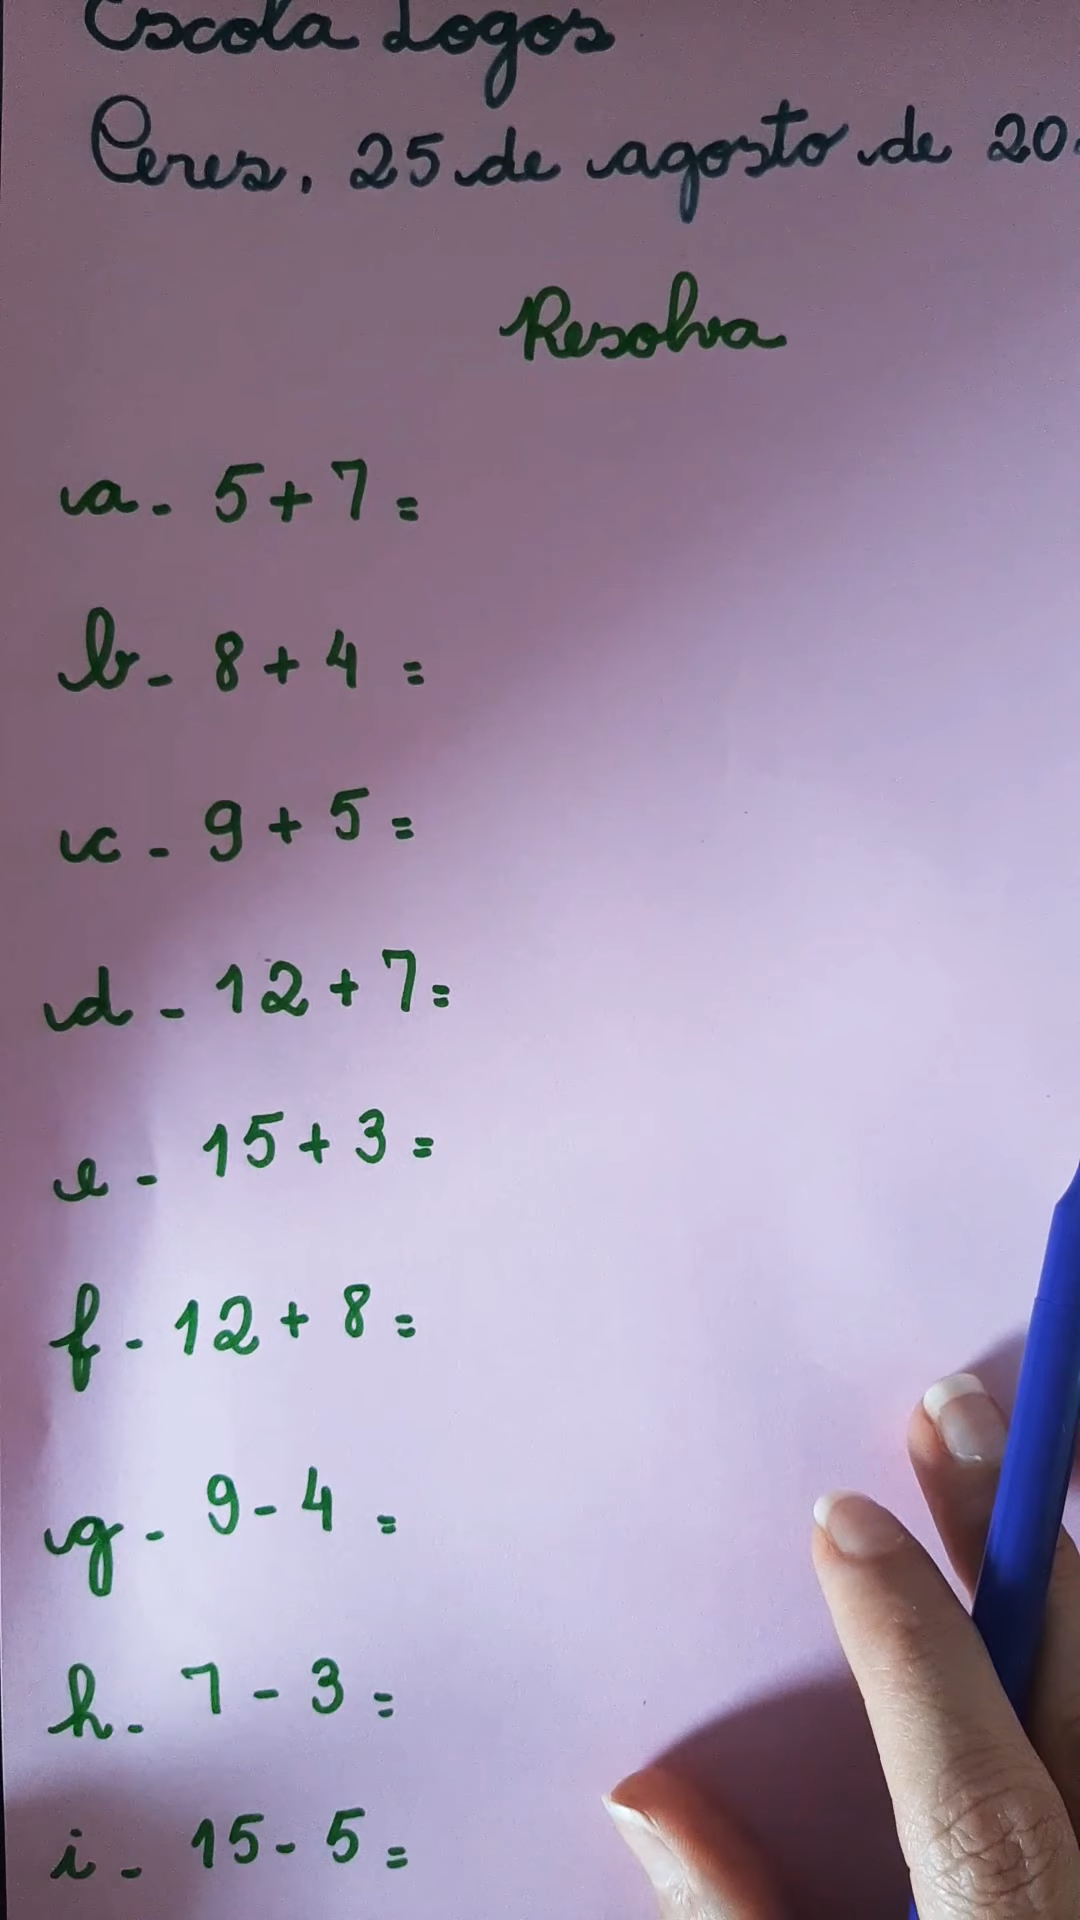 Escola Logos
Ceres, 25 de agosto de 20
Resolva
a - 5 + 7 =
b - 8 + 4 =
c - 9 + 5 =
d - 12 + 7 =
e - 15 + 3 =
f - 12 + 8 =
g - 9 - 4 =
h - 7 - 3 =
i - 15 - 5 =